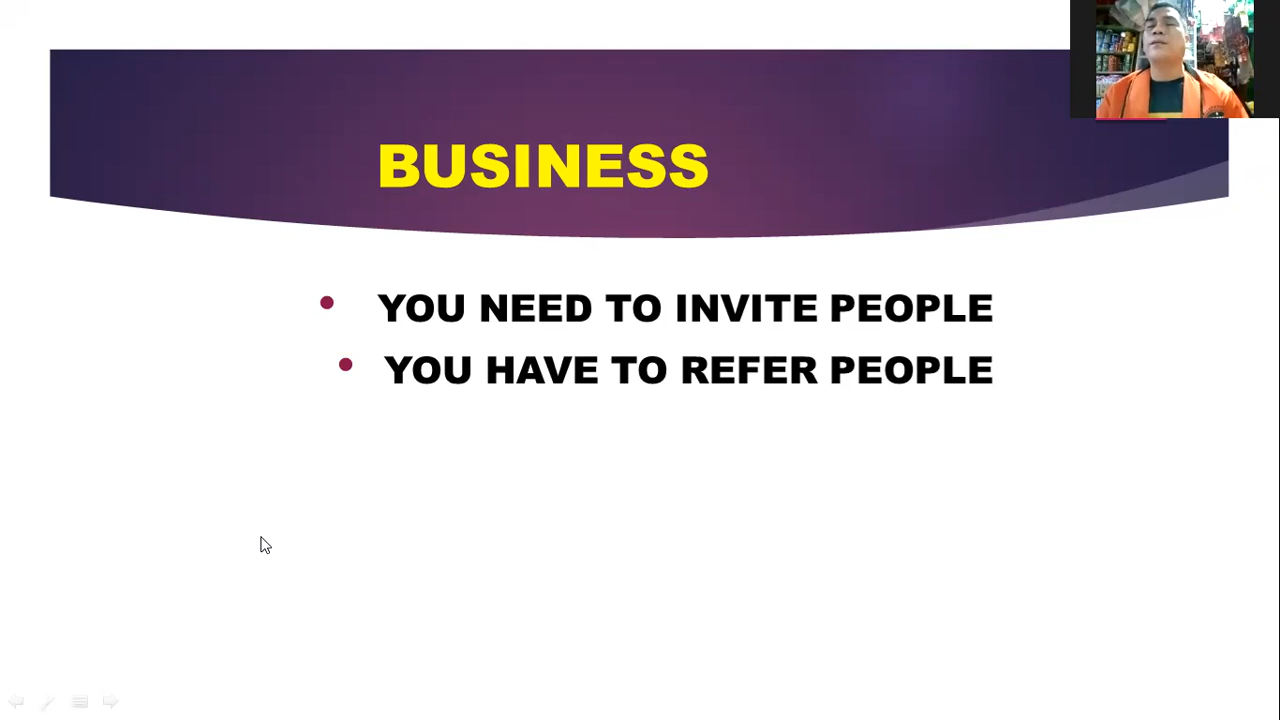 BUSINESS
• YOU NEED TO INVITE PEOPLE
• YOU HAVE TO REFER PEOPLE